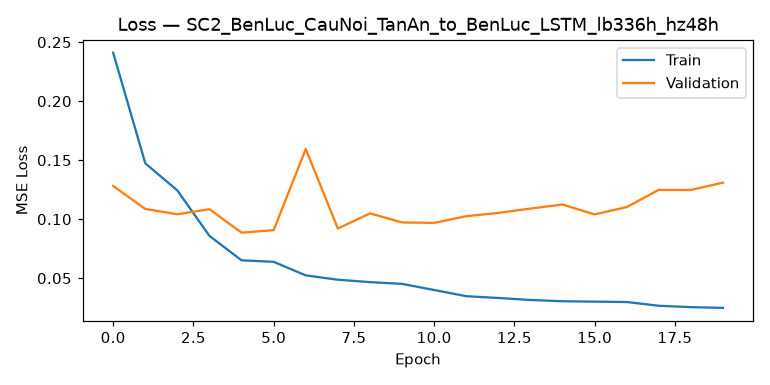 Loss — SC2_BenLuc_CauNoi_TanAn_to_BenLuc_LSTM_lb336h_hz48h
Train
Validation
MSE Loss
0.25
0.20
0.15
0.10
0.05
0.0 2.5 5.0 7.5 10.0 12.5 15.0 17.5
Epoch